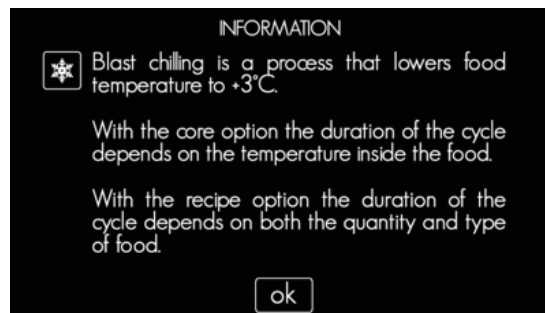 INFORMATION
Blast chilling is a process that lowers food
temperature to +3°C.
With the core option the duration of the cycle
depends on the temperature inside the food.
With the recipe option the duration of the
cycle depends on both the quantity and type
of food.
ok